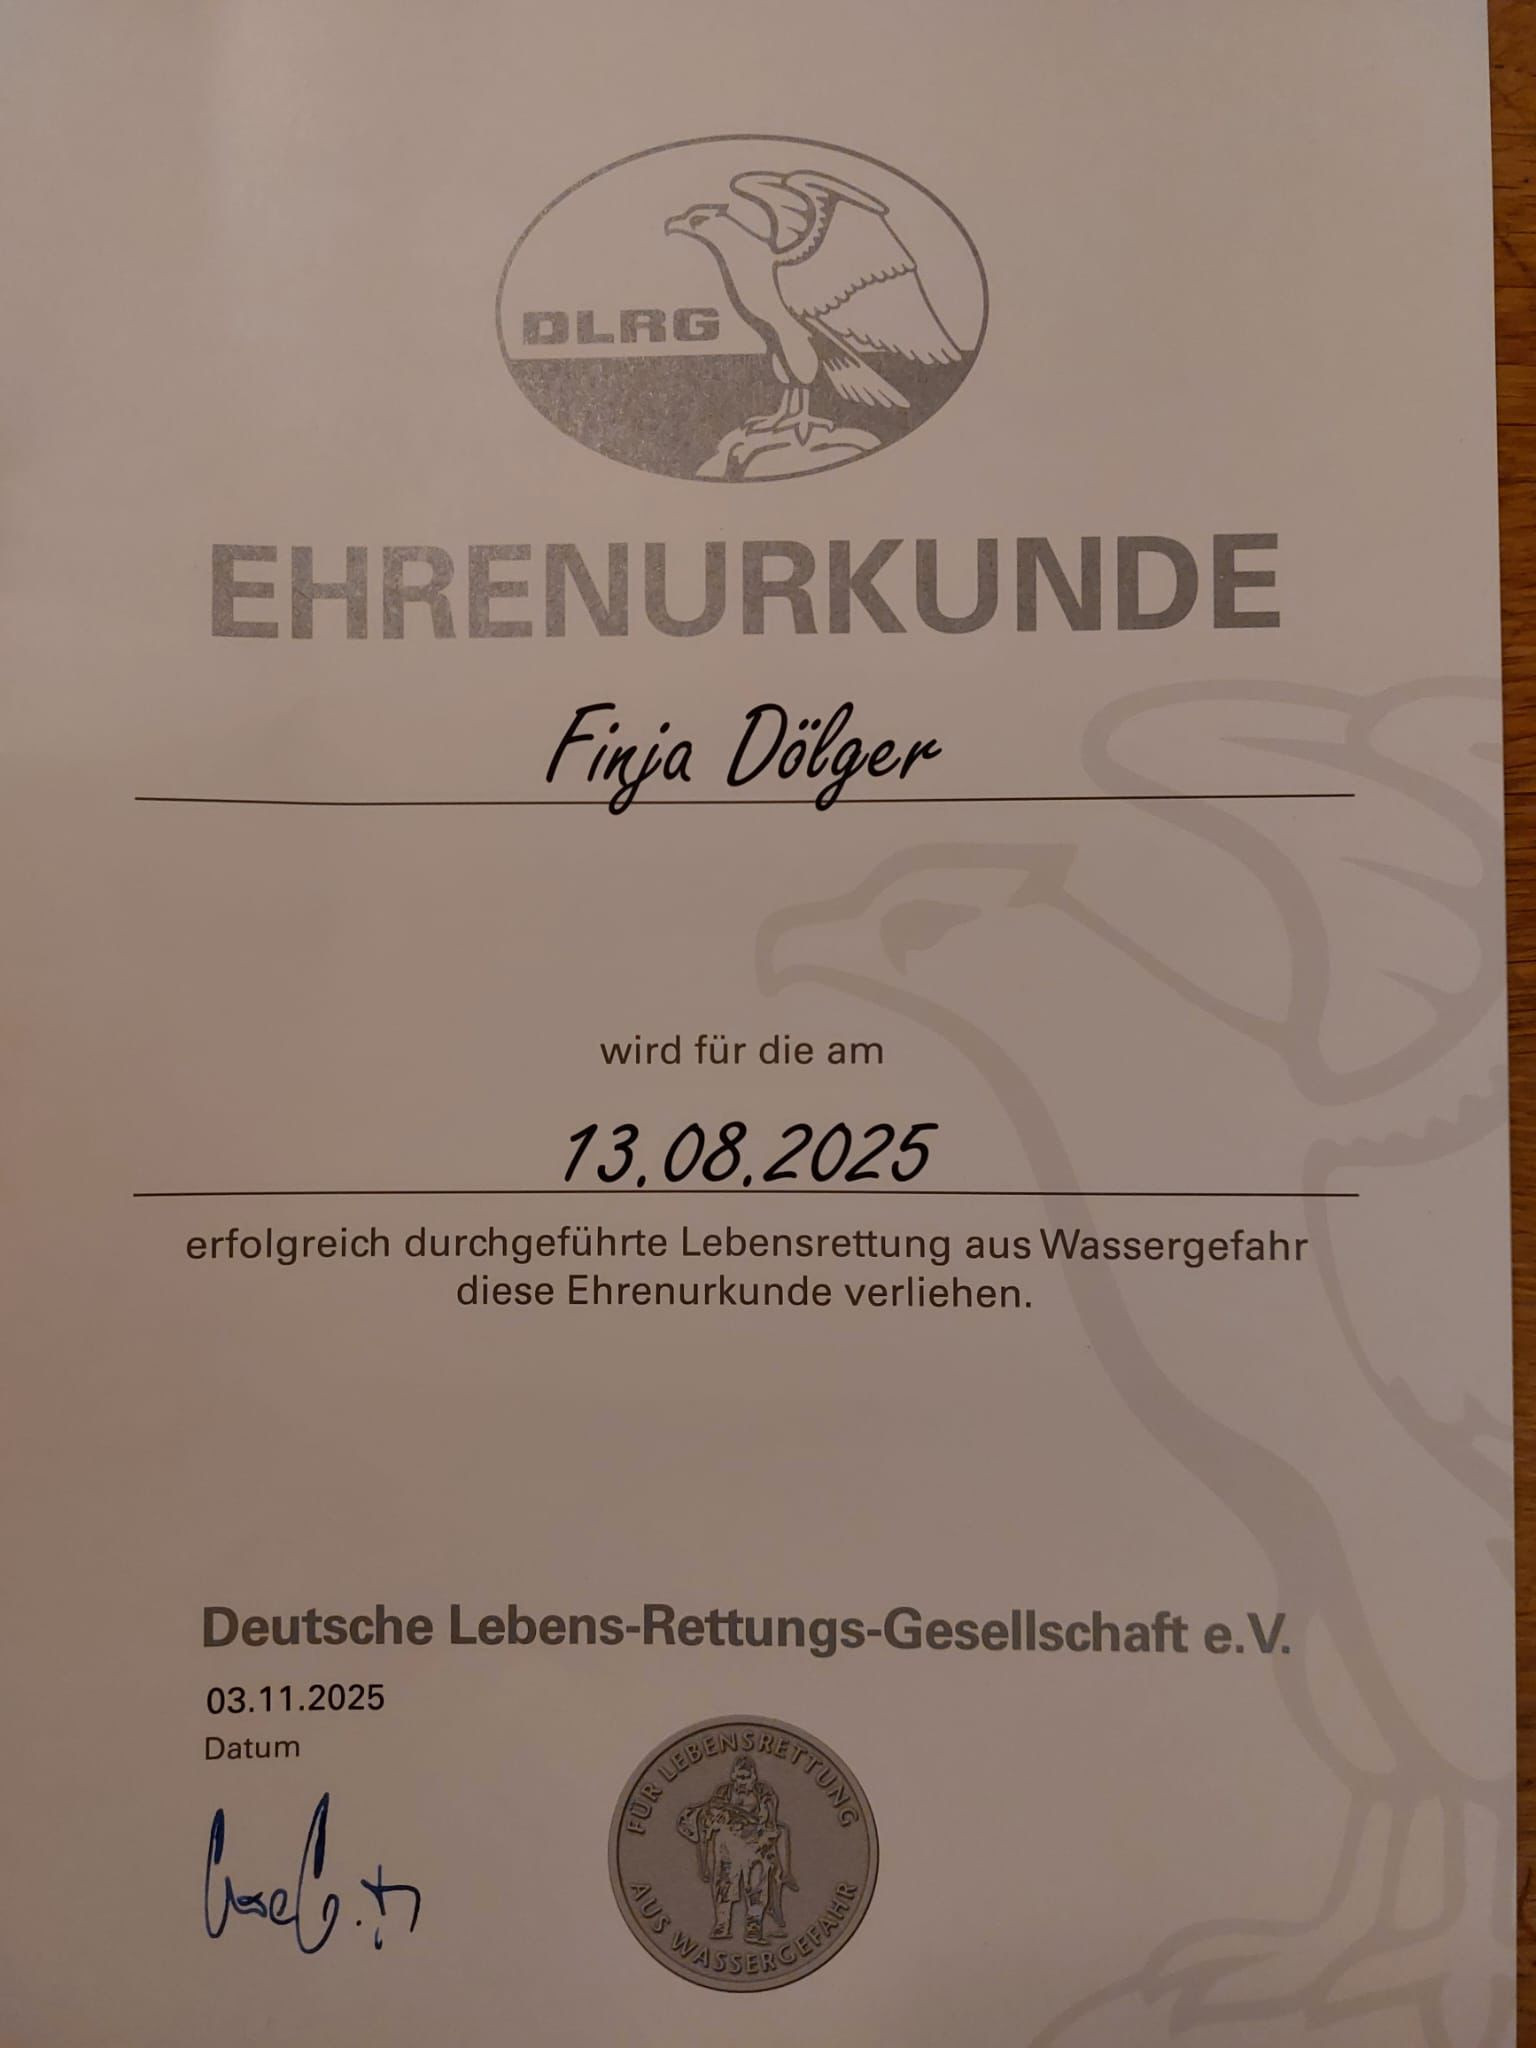 DLRG
EHRENURKUNDE
Finja Dölger
wird für die am
13.08.2025
erfolgreich durchgeführte Lebensrettung aus Wassergefahr
diese Ehrenurkunde verliehen.
Deutsche Lebens-Rettungs-Gesellschaft e.V.
03.11.2025
Datum
FÜR LEBENSRETTUNG
AUS WASSERGEFAHR